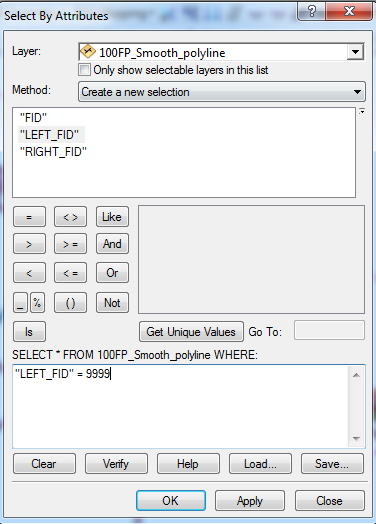 Select By Attributes
Layer: 100FP_Smooth_polyline
Only show selectable layers in this list
Method: Create a new selection
"FID"
"LEFT_FID"
"RIGHT_FID"
= < > Like
> > = And
< < = Or
_ % ( ) Not
Is Get Unique Values Go To:
SELECT * FROM 100FP_Smooth_polyline WHERE:
"LEFT_FID" = 9999
Clear Verify Help Load... Save...
OK Apply Close